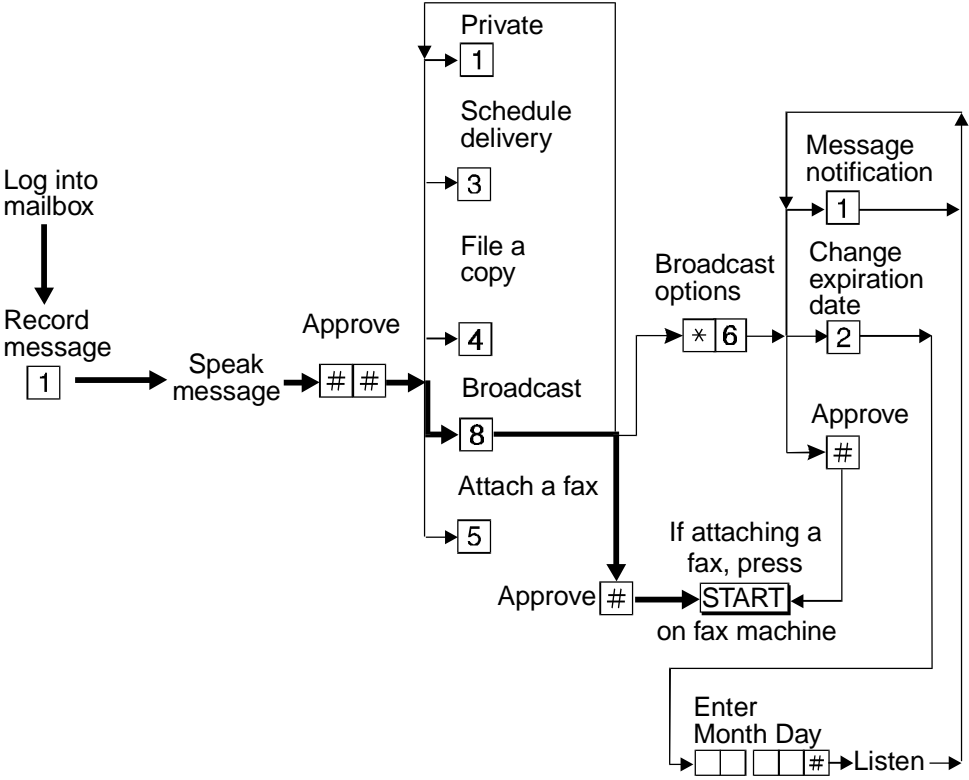 Log into
mailbox
Record
message
1
Speak
message
Approve
# #
Private
1
Schedule
delivery
3
File a
copy
4
Broadcast
8
Attach a fax
5
Approve #
Broadcast
options
* 6
Message
notification
1
Change
expiration
date
2
Approve
#
If attaching a
fax, press
START
on fax machine
Enter
Month Day
# Listen